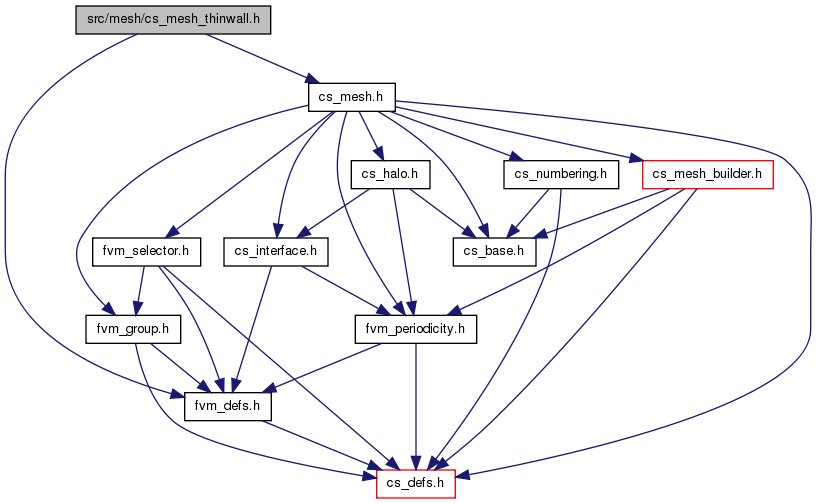 src/mesh/cs_mesh_thinwall.h
cs_mesh.h
cs_halo.h
cs_numbering.h
cs_mesh_builder.h
fvm_selector.h
cs_interface.h
cs_base.h
fvm_group.h
fvm_periodicity.h
fvm_defs.h
cs_defs.h